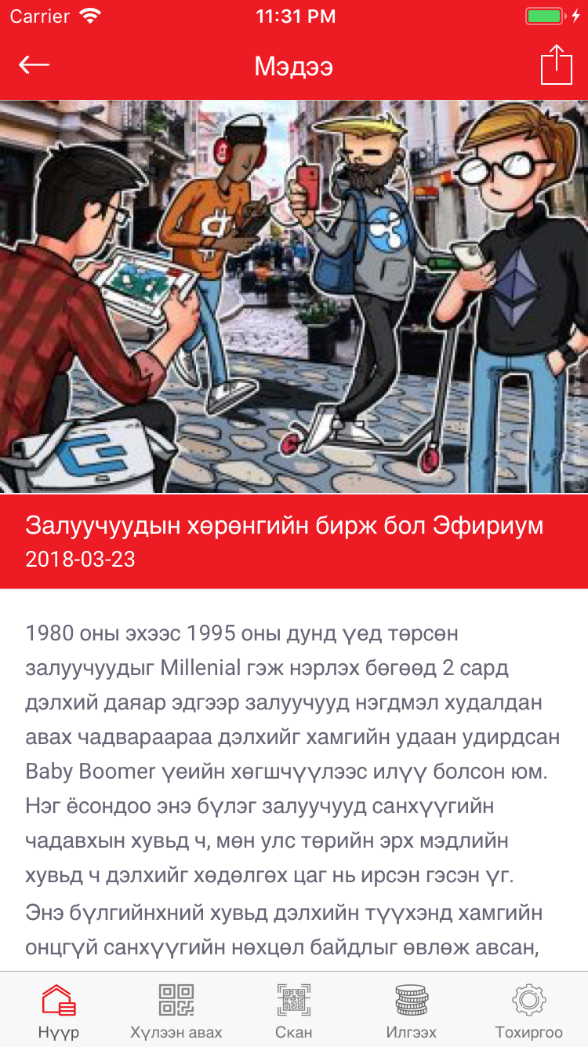 Carrier 11:31 PM
Мэдээ
Залуучуудын хөрөнгийн бирж бол Эфириум
2018-03-23
1980 оны эхээс 1995 оны дунд үед төрсөн
залуучуудыг Millenial гэж нэрлэх бөгөөд 2 сард
дэлхий даяар эдгээр залуучууд нэгдмэл худалдан
авах чадвараараа дэлхийг хамгийн удаан удирдсан
Baby Boomer үеийн хөгшчүүлээс илүү болсон юм.
Нэг ёсондоо энэ бүлэг залуучууд санхүүгийн
чадавхын хувьд ч, мөн улс төрийн эрх мэдлийн
хувьд ч дэлхийг хөдөлгөх цаг нь ирсэн гэсэн үг.
Энэ бүлгийнхний хувьд дэлхийн түүхэнд хамгийн
онцгүй санхүүгийн нөхцөл байдлыг өвлөж авсан,
Нүүр Хүлээн авах Скан Илгээх Тохиргоо